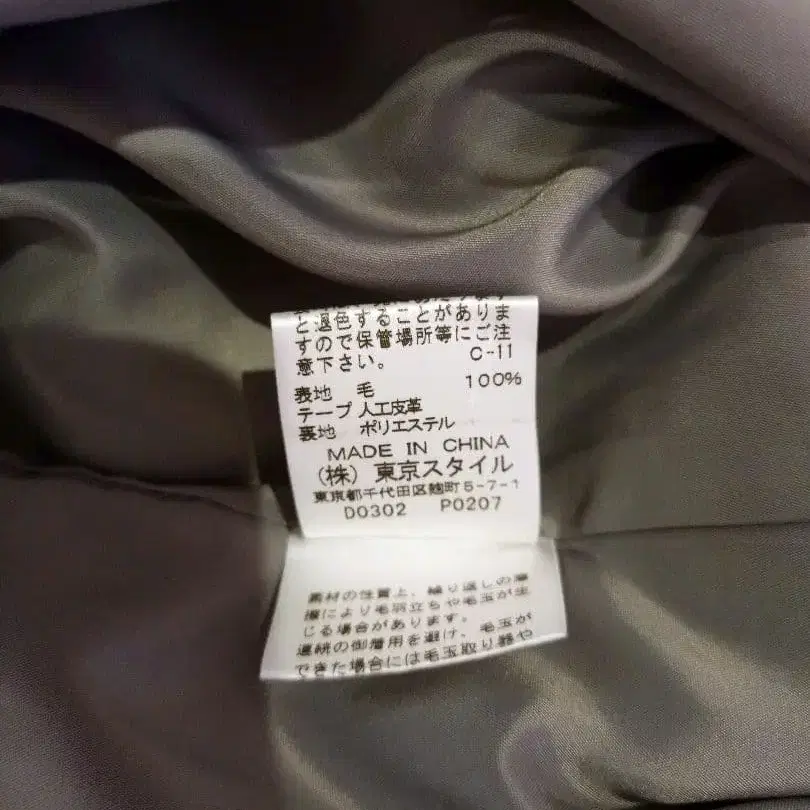 と退色することがありま
すので保管場所等にご注
意下さい。 C-11
表地 毛 100%
テープ 人工皮革
裏地 ポリエステル
MADE IN CHINA
(株) 東京スタイル
東京都千代田区麹町5-7-1
D0302 P0207
素材の性質上、繰り返しの摩
擦により毛羽立ちや毛玉が生
じる場合があります。
連続の御着用を避け、毛玉が
できた場合には毛玉取り器や